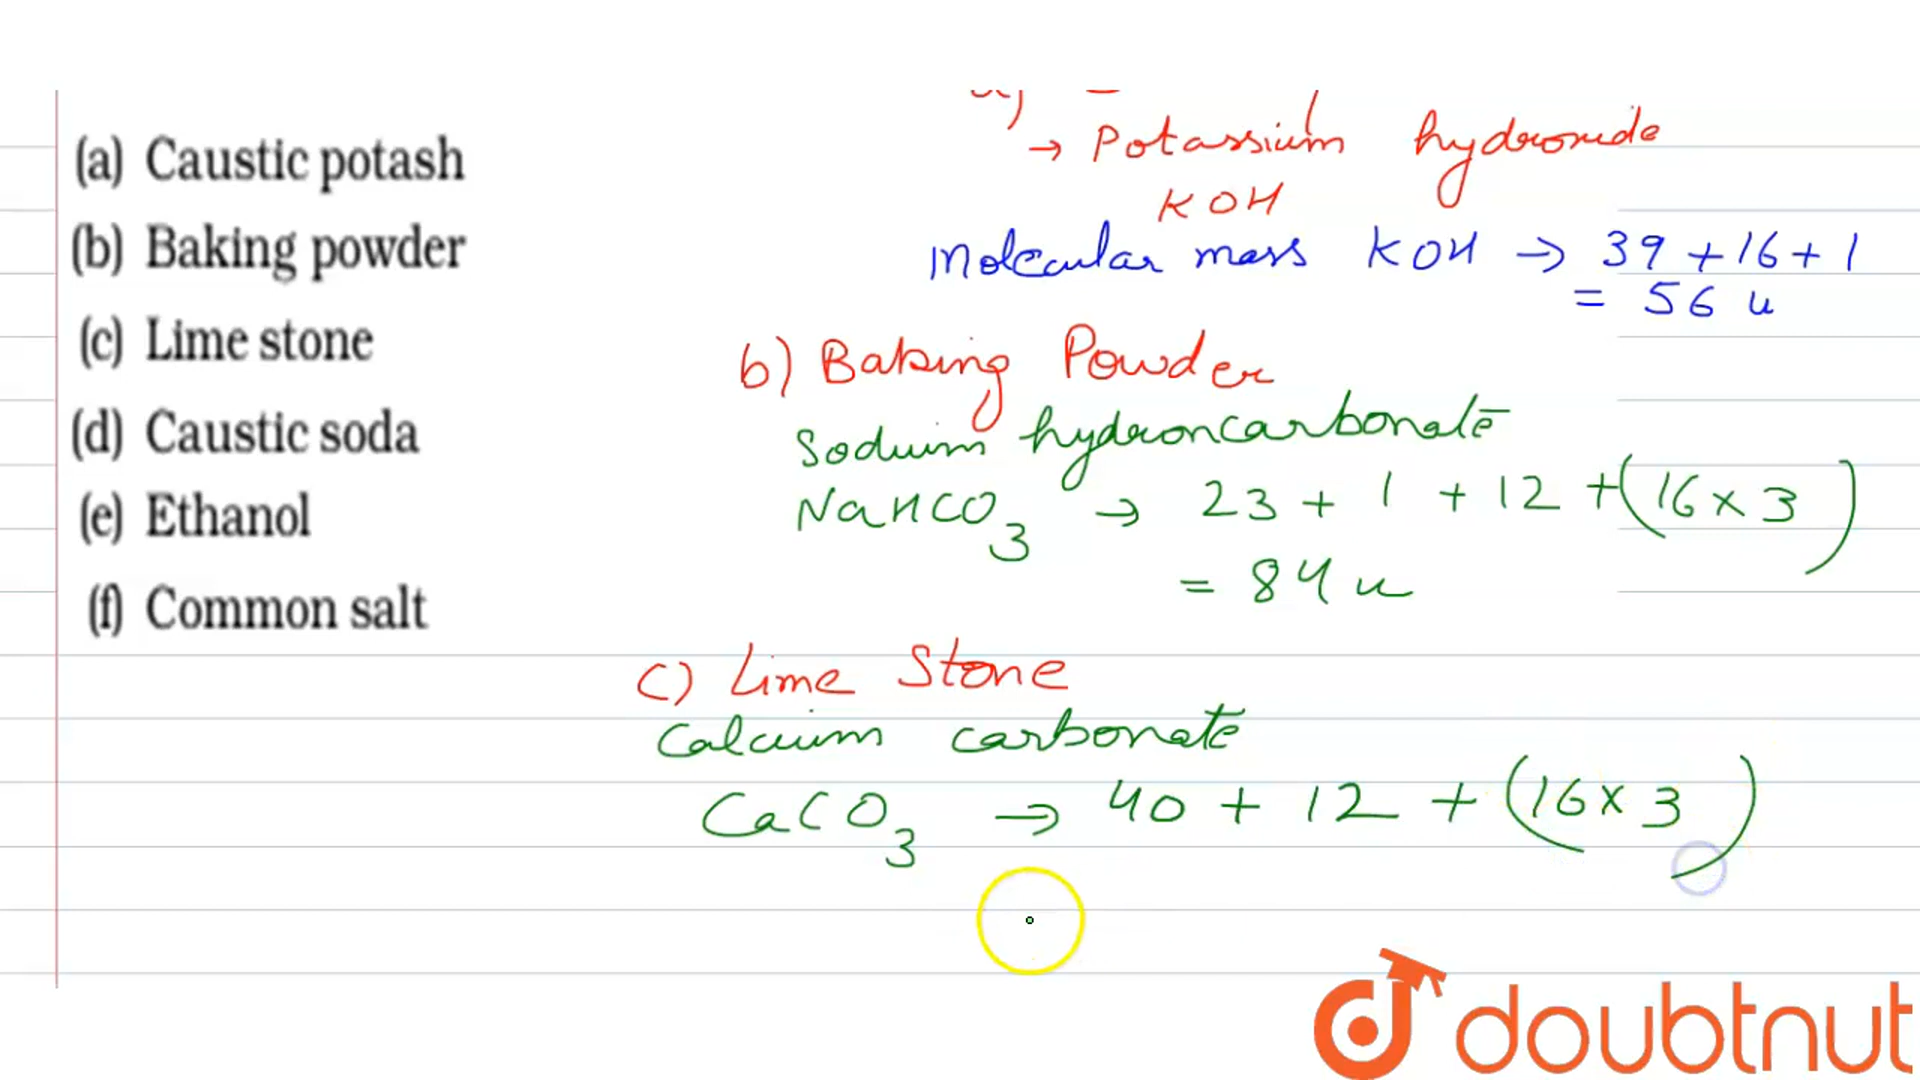 (a) Caustic potash
(b) Baking powder
(c) Lime stone
(d) Caustic soda
(e) Ethanol
(f) Common salt
→ Potassium hydroxide
KOH
Molecular mass KOH → 39 + 16 + 1
= 56 u
b) Baking Powder
Sodium hydroncarbonate
NaHCO3 → 23 + 1 + 12 + (16 × 3)
= 84 u
c) Lime Stone
Calcium carbonate
CaCO3 → 40 + 12 + (16 × 3)
doubtnut